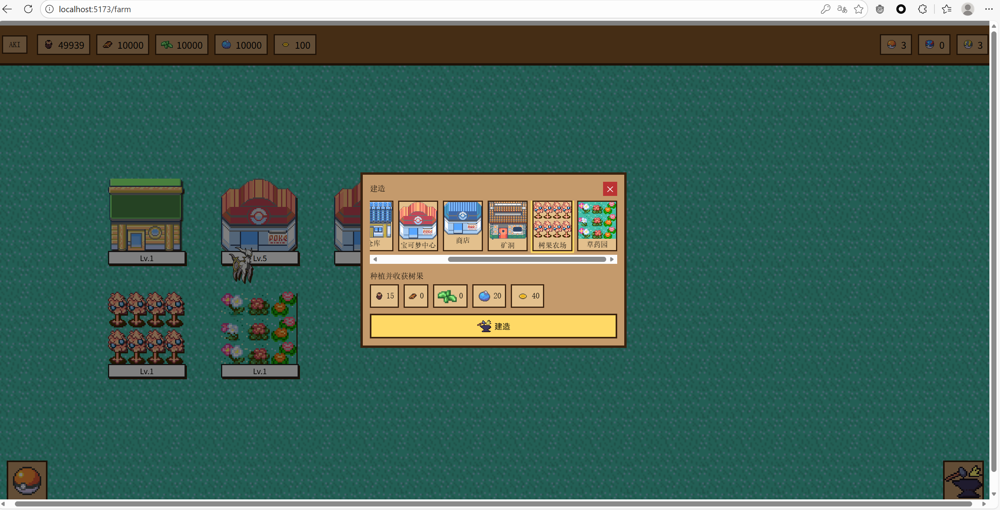 localhost:5173/farm
AKI 49939 10000 10000 10000 100 3 0 3
建造
仓库 宝可梦中心 商店 矿洞 树果农场 草药园
POKé MART
种植并收获树果
15 0 0 20 40
建造
POKé
Lv.1 Lv.5
Lv.1 Lv.1